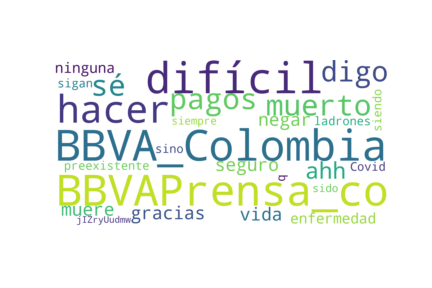 ninguna difícil digo
sigan sé
hacer pagos muerto
negar ladrones siendo
siempre
BBVA_Colombia
sino
preexistente seguro ahh Covid
q
BBVAPrensa_co
sido
muere gracias vida enfermedad
jIZryUudmw